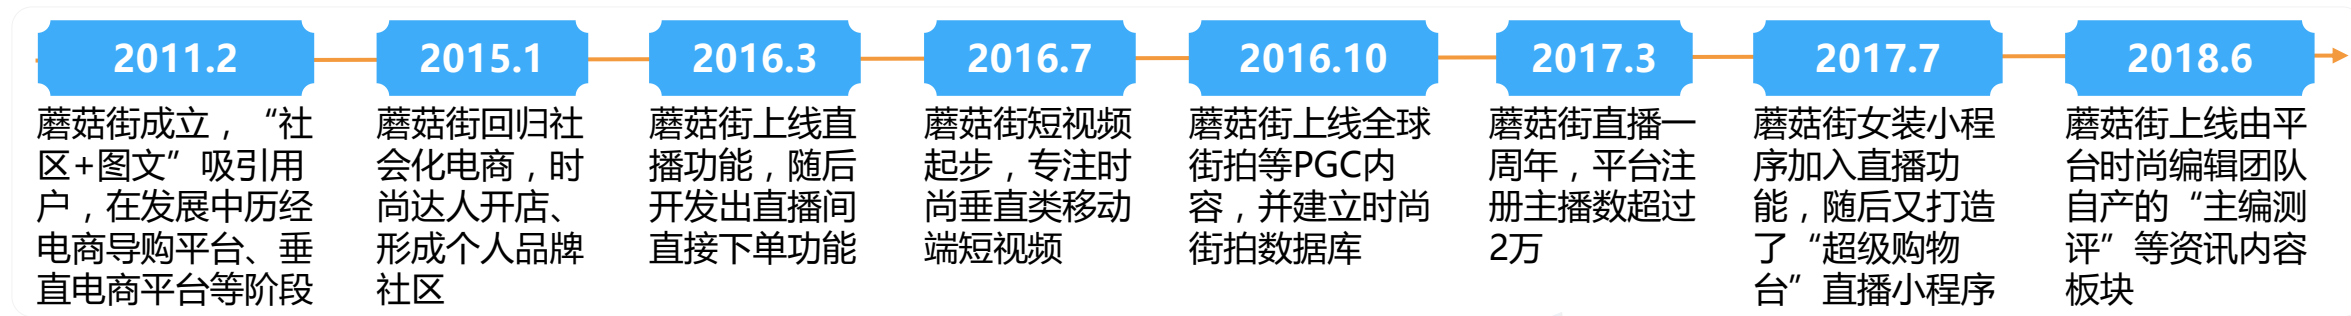 2011.2
蘑菇街成立，“社
区+图文”吸引用
户，在发展中历经
电商导购平台、垂
直电商平台等阶段
2015.1
蘑菇街回归社
会化电商，时
尚达人开店、
形成个人品牌
社区
2016.3
蘑菇街上线直
播功能，随后
开发出直播间
直接下单功能
2016.7
蘑菇街短视频
起步，专注时
尚垂直类移动
端短视频
2016.10
蘑菇街上线全球
街拍等PGC内
容，并建立时尚
街拍数据库
2017.3
蘑菇街直播一
周年，平台注
册主播数超过
2万
2017.7
蘑菇街女装小程
序加入直播功
能，随后又打造
了“超级购物
台”直播小程序
2018.6
蘑菇街上线由平
台时尚编辑团队
自产的“主编测
评”等资讯内容
板块